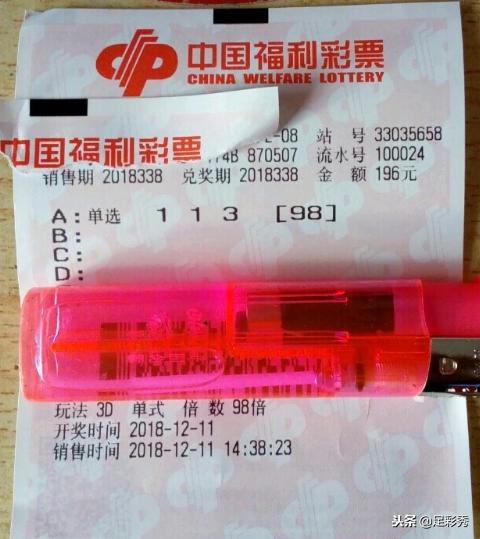 中国福利彩票
CHINA WELFARE LOTTERY
中国福利彩票
-08 站 号 33035658
174B 870507 流水号 100024
销售期 2018338 兑奖期 2018338 金 额 196元
A: 单选 1 1 3 [98]
B:
C:
D:
玩法 3D 单式 倍 数 98倍
开奖时间 2018-12-11
销售时间 2018-12-11 14:38:23
头条 @足彩秀